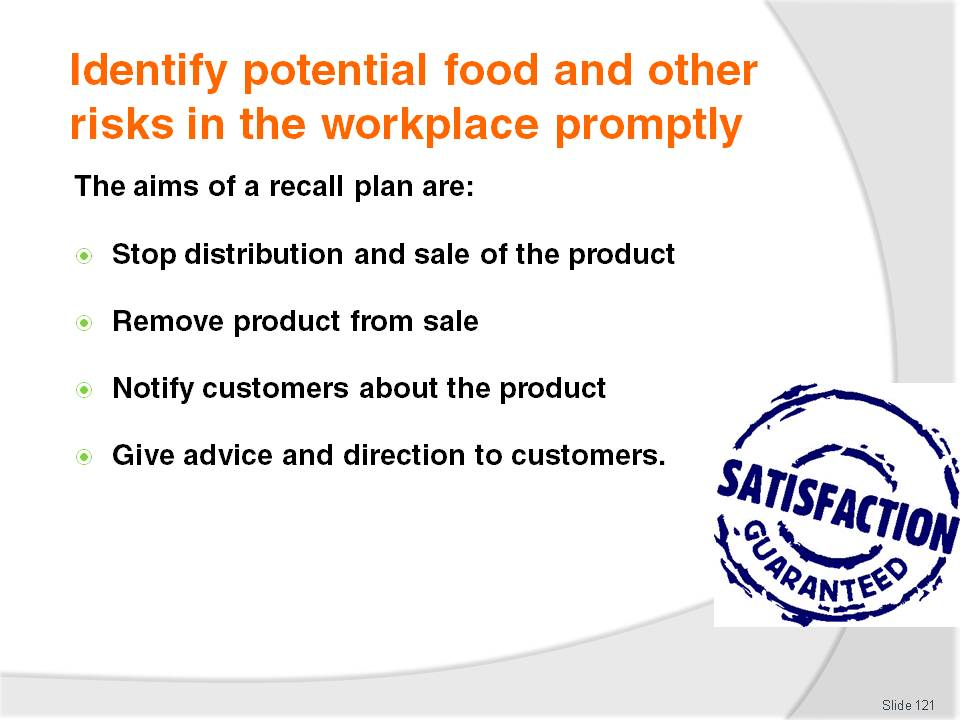 Identify potential food and other
risks in the workplace promptly
The aims of a recall plan are:
Stop distribution and sale of the product
Remove product from sale
Notify customers about the product
Give advice and direction to customers.
SATISFACTION
GUARANTEED
Slide 121